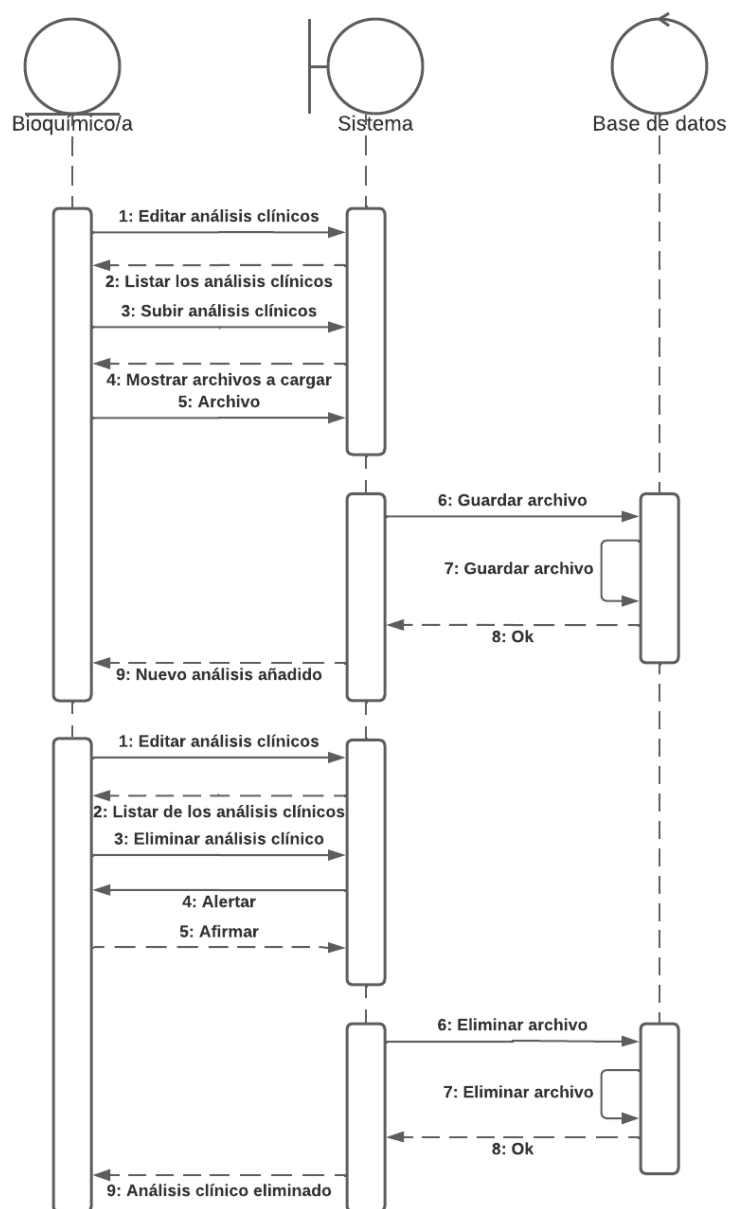 Bioquímico/a
Sistema
Base de datos
1: Editar análisis clínicos
2: Listar los análisis clínicos
3: Subir análisis clínicos
4: Mostrar archivos a cargar
5: Archivo
6: Guardar archivo
7: Guardar archivo
8: Ok
9: Nuevo análisis añadido
1: Editar análisis clínicos
2: Listar de los análisis clínicos
3: Eliminar análisis clínico
4: Alertar
5: Afirmar
6: Eliminar archivo
7: Eliminar archivo
8: Ok
9: Análisis clínico eliminado